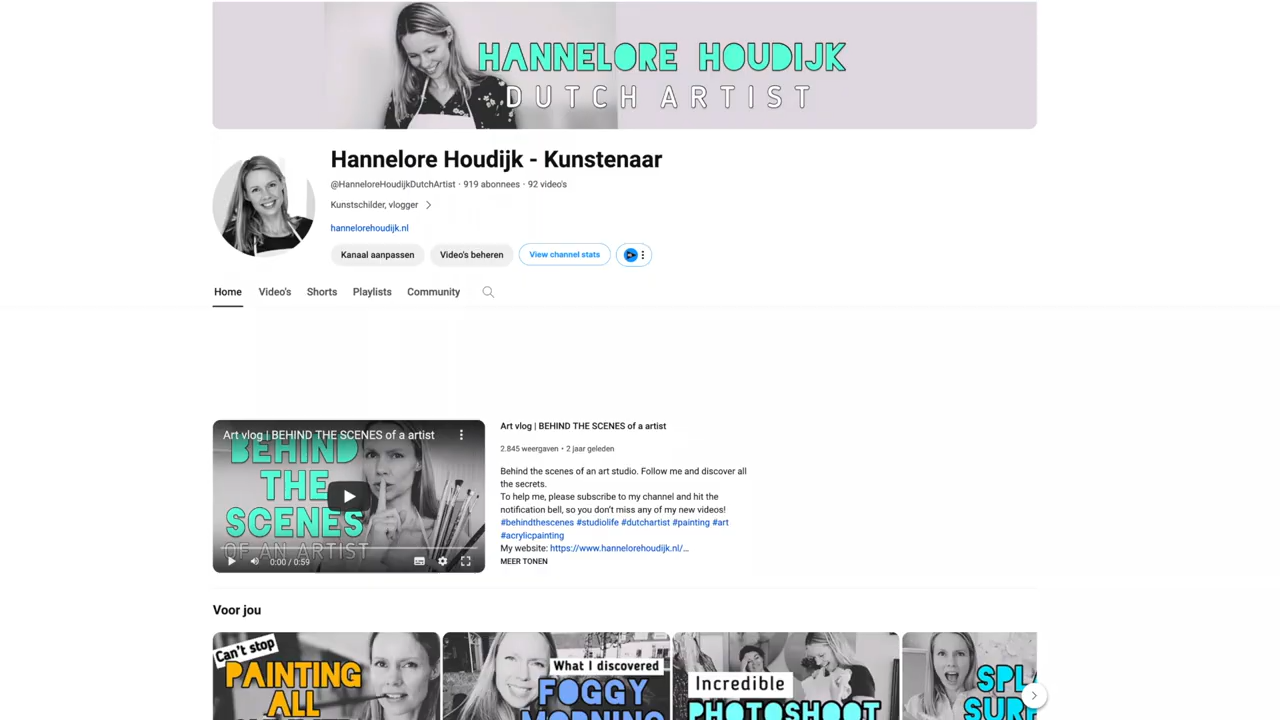 HANNELORE HOUDIJK
DUTCH ARTIST
Hannelore Houdijk - Kunstenaar
@HanneloreHoudijkDutchArtist · 919 abonnees · 92 video's
Kunstschilder, vlogger
hannelorehoudijk.nl
Kanaal aanpassen Video's beheren View channel stats
Home Video's Shorts Playlists Community
Art vlog | BEHIND THE SCENES of a artist
BEHIND
THE
SCENES
OF AN ARTIST
0:00 / 0:59
Art vlog | BEHIND THE SCENES of a artist
2.845 weergaven • 2 jaar geleden
Behind the scenes of an art studio. Follow me and discover all
the secrets.
To help me, please subscribe to my channel and hit the
notification bell, so you don't miss any of my new videos!
#behindthescenes #studiolife #dutchartist #painting #art
#acrylicpainting
My website: https://www.hannelorehoudijk.nl/...
MEER TONEN
Voor jou
Can't stop
PAINTING
ALL
What I discovered
FOGGY
MORNING
Incredible
PHOTOSHOOT
SPL
SURF